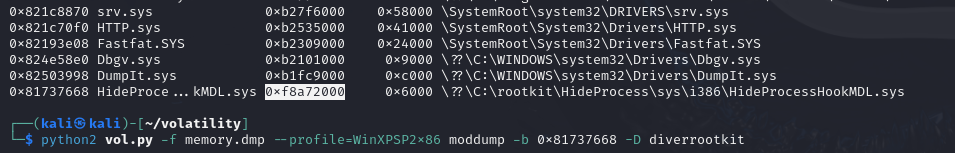 0×821c8870 srv.sys 0×b27f6000 0×58000 \SystemRoot\system32\DRIVERS\srv.sys
0×821c70f0 HTTP.sys 0×b2535000 0×41000 \SystemRoot\System32\Drivers\HTTP.sys
0×82193e08 Fastfat.SYS 0×b2309000 0×24000 \SystemRoot\System32\Drivers\Fastfat.SYS
0×824e58e0 Dbgv.sys 0×b2101000 0×9000 \??\C:\WINDOWS\system32\Drivers\Dbgv.sys
0×82503998 DumpIt.sys 0×b1fc9000 0×c000 \??\C:\WINDOWS\system32\Drivers\DumpIt.sys
0×81737668 HideProce...kMDL.sys 0×f8a72000 0×6000 \??\C:\rootkit\HideProcess\sys\i386\HideProcessHookMDL.sys
┌──(kali㉿kali)-[~/volatility]
└─$ python2 vol.py -f memory.dmp --profile=WinXPSP2×86 moddump -b 0×81737668 -D diverrootkit